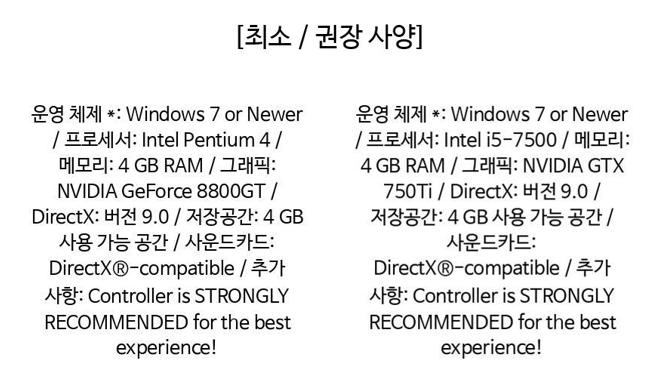 [최소 / 권장 사양]
운영 체제 *: Windows 7 or Newer
/ 프로세서: Intel Pentium 4 /
메모리: 4 GB RAM / 그래픽:
NVIDIA GeForce 8800GT /
DirectX: 버전 9.0 / 저장공간: 4 GB
사용 가능 공간 / 사운드카드:
DirectX®-compatible / 추가
사항: Controller is STRONGLY
RECOMMENDED for the best
experience!
운영 체제 *: Windows 7 or Newer
/ 프로세서: Intel i5-7500 / 메모리:
4 GB RAM / 그래픽: NVIDIA GTX
750Ti / DirectX: 버전 9.0 /
저장공간: 4 GB 사용 가능 공간 /
사운드카드:
DirectX®-compatible / 추가
사항: Controller is STRONGLY
RECOMMENDED for the best
experience!